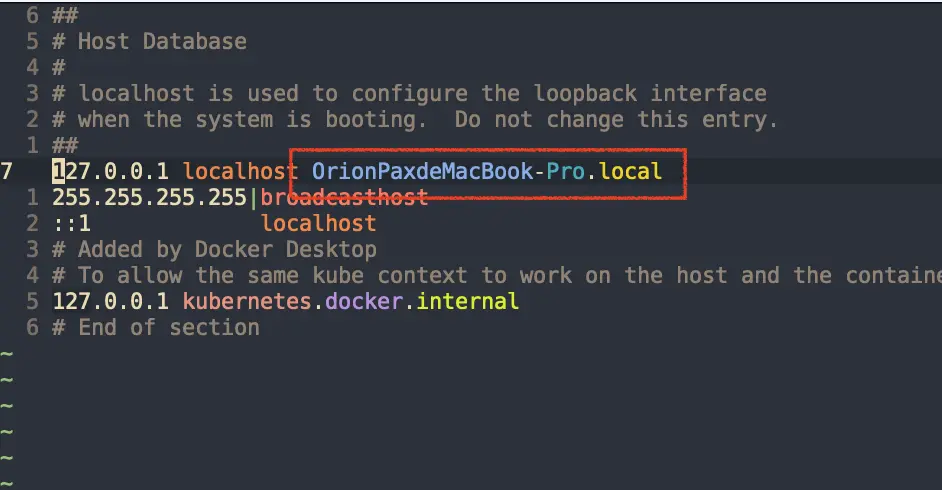 6 ##
5 # Host Database
4 #
3 # localhost is used to configure the loopback interface
2 # when the system is booting.  Do not change this entry.
1 ##
7 127.0.0.1 localhost OrionPaxdeMacBook-Pro.local
1 255.255.255.255|broadcasthost
2 ::1             localhost
3 # Added by Docker Desktop
4 # To allow the same kube context to work on the host and the containe
5 127.0.0.1 kubernetes.docker.internal
6 # End of section
~
~
~
~
~
~